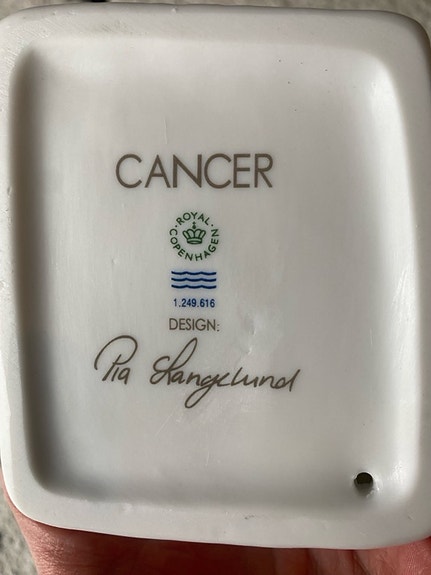 CANCER
ROYAL
COPENHAGEN
1.249.616
DESIGN:
Pia Langelund